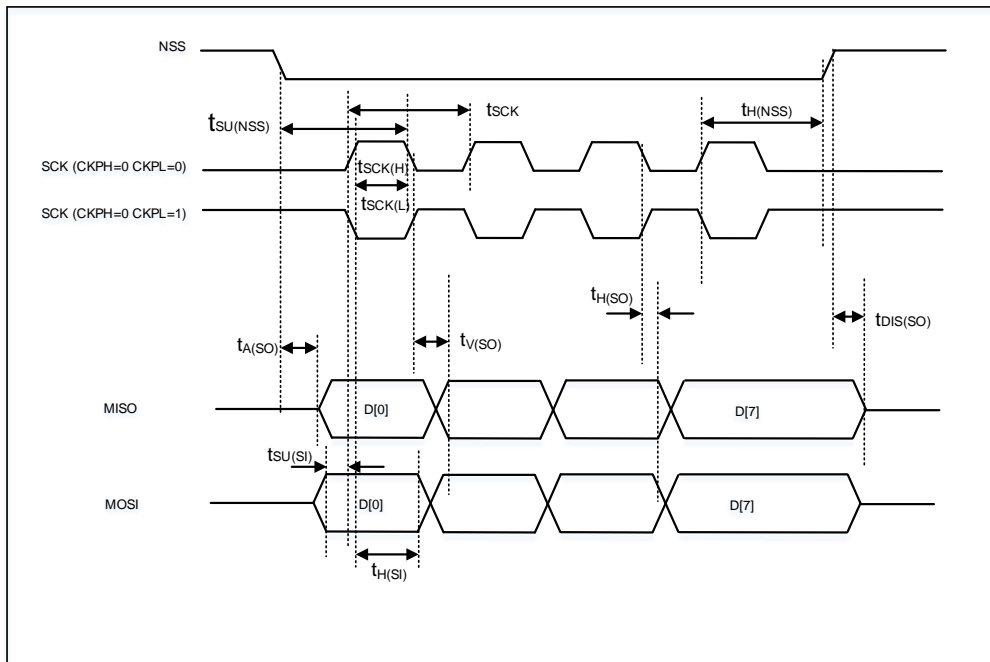 NSS
tSCK
tSU(NSS)
tH(NSS)
SCK (CKPH=0 CKPL=0)
tSCK(H)
tSCK(L)
SCK (CKPH=0 CKPL=1)
tH(SO)
tDIS(SO)
tA(SO)
tV(SO)
MISO
D[0]
D[7]
tSU(SI)
MOSI
D[0]
D[7]
tH(SI)